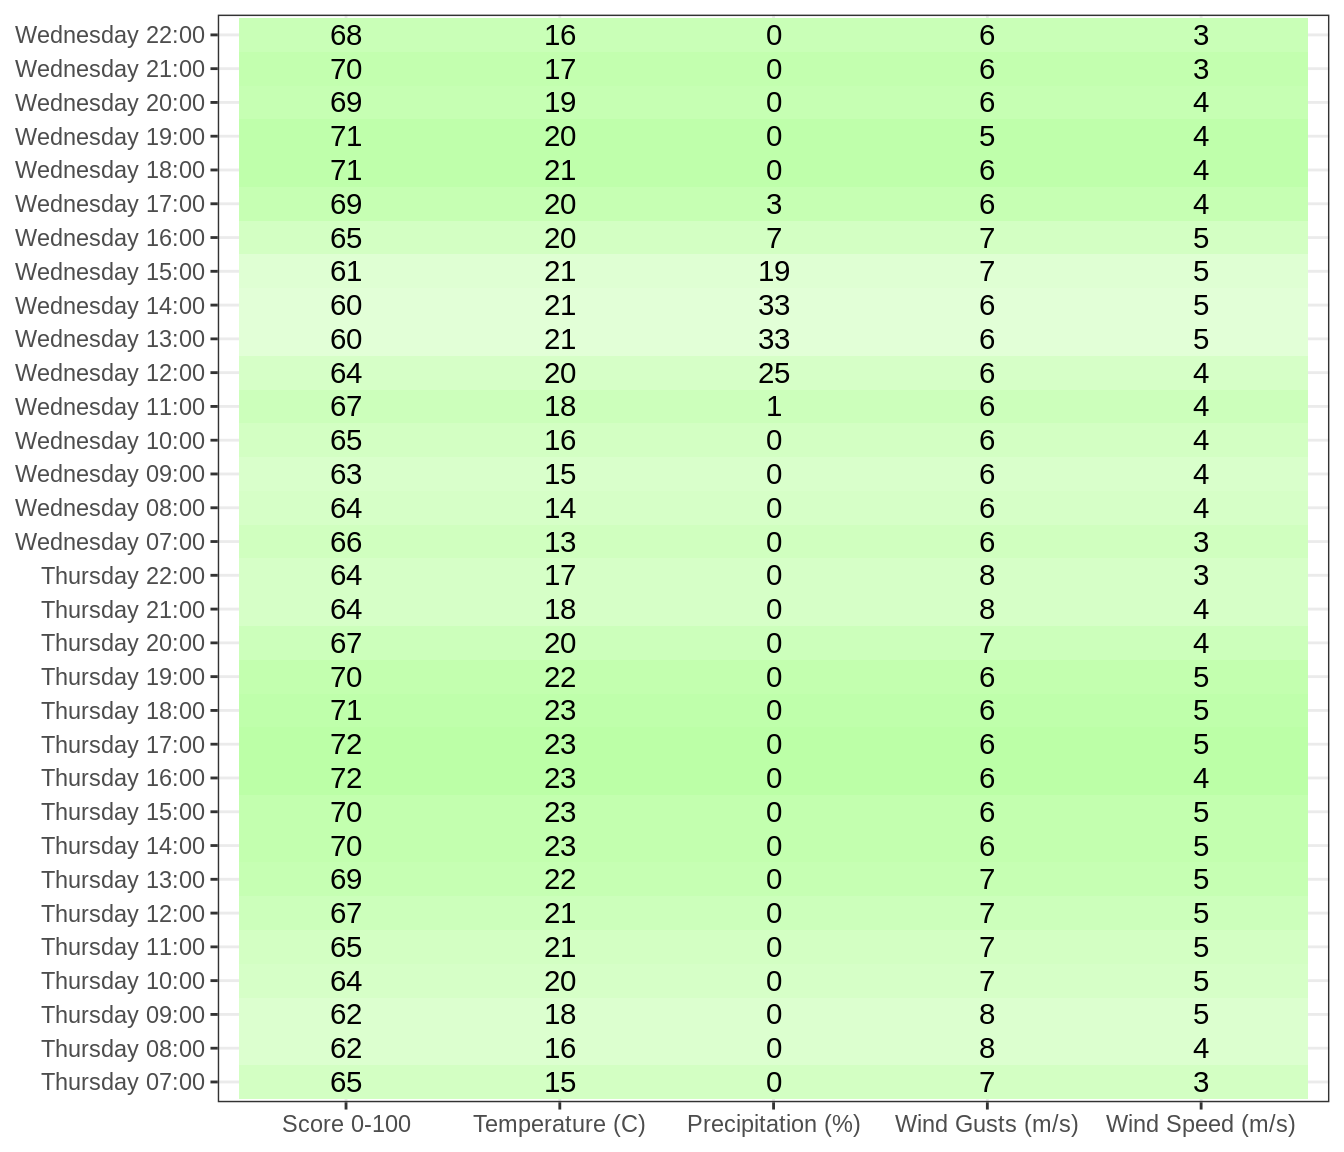 Wednesday 22:00 68 16 0 6 3
Wednesday 21:00 70 17 0 6 3
Wednesday 20:00 69 19 0 6 4
Wednesday 19:00 71 20 0 5 4
Wednesday 18:00 71 21 0 6 4
Wednesday 17:00 69 20 3 6 4
Wednesday 16:00 65 20 7 7 5
Wednesday 15:00 61 21 19 7 5
Wednesday 14:00 60 21 33 6 5
Wednesday 13:00 60 21 33 6 5
Wednesday 12:00 64 20 25 6 4
Wednesday 11:00 67 18 1 6 4
Wednesday 10:00 65 16 0 6 4
Wednesday 09:00 63 15 0 6 4
Wednesday 08:00 64 14 0 6 4
Wednesday 07:00 66 13 0 6 3
Thursday 22:00 64 17 0 8 3
Thursday 21:00 64 18 0 8 4
Thursday 20:00 67 20 0 7 4
Thursday 19:00 70 22 0 6 5
Thursday 18:00 71 23 0 6 5
Thursday 17:00 72 23 0 6 5
Thursday 16:00 72 23 0 6 4
Thursday 15:00 70 23 0 6 5
Thursday 14:00 70 23 0 6 5
Thursday 13:00 69 22 0 7 5
Thursday 12:00 67 21 0 7 5
Thursday 11:00 65 21 0 7 5
Thursday 10:00 64 20 0 7 5
Thursday 09:00 62 18 0 8 5
Thursday 08:00 62 16 0 8 4
Thursday 07:00 65 15 0 7 3
Score 0-100 Temperature (C) Precipitation (%) Wind Gusts (m/s) Wind Speed (m/s)